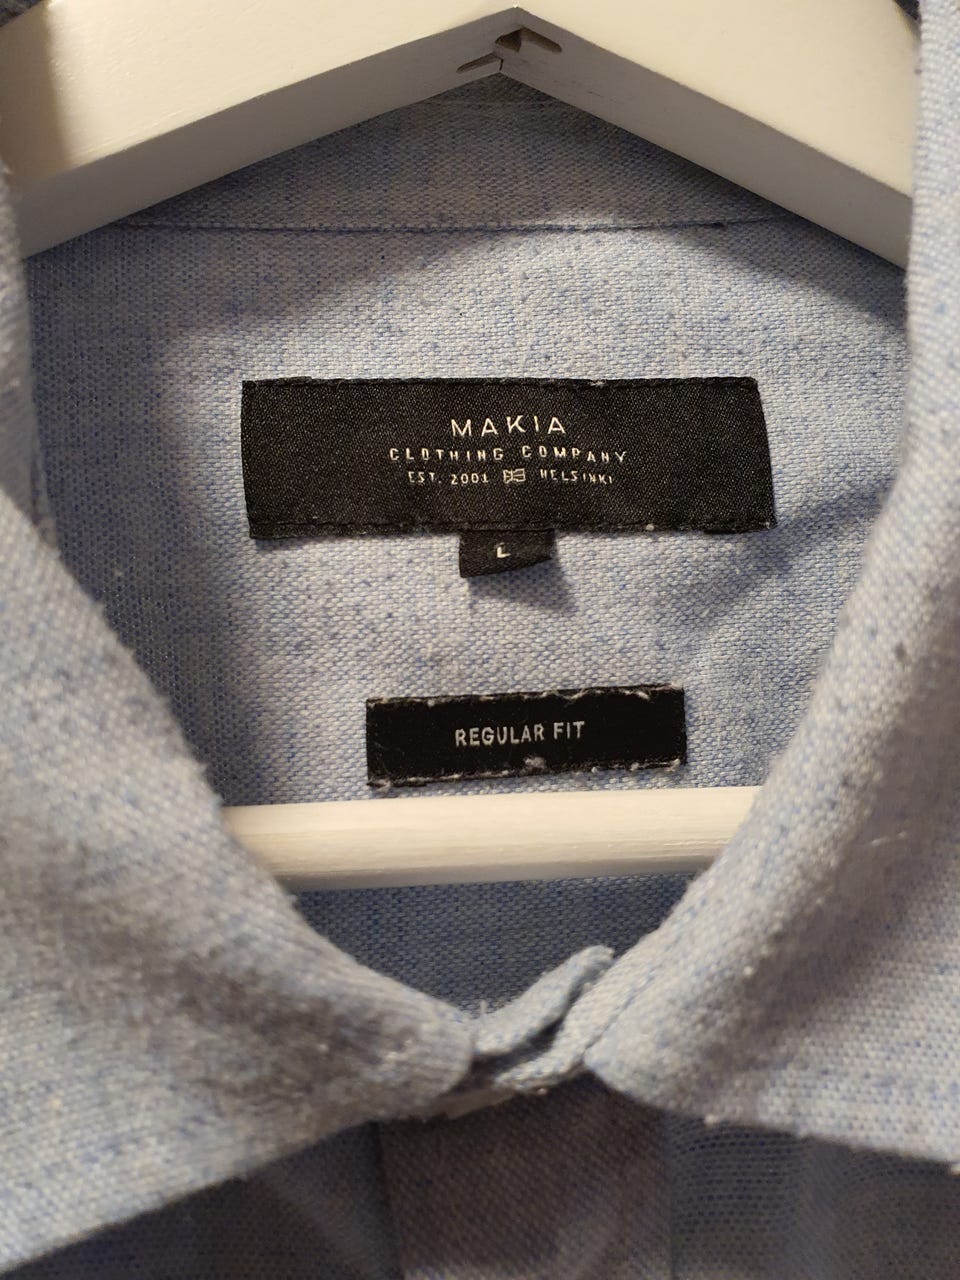 MAKIA
CLOTHING COMPANY
EST. 2001 HELSINKI
L
REGULAR FIT